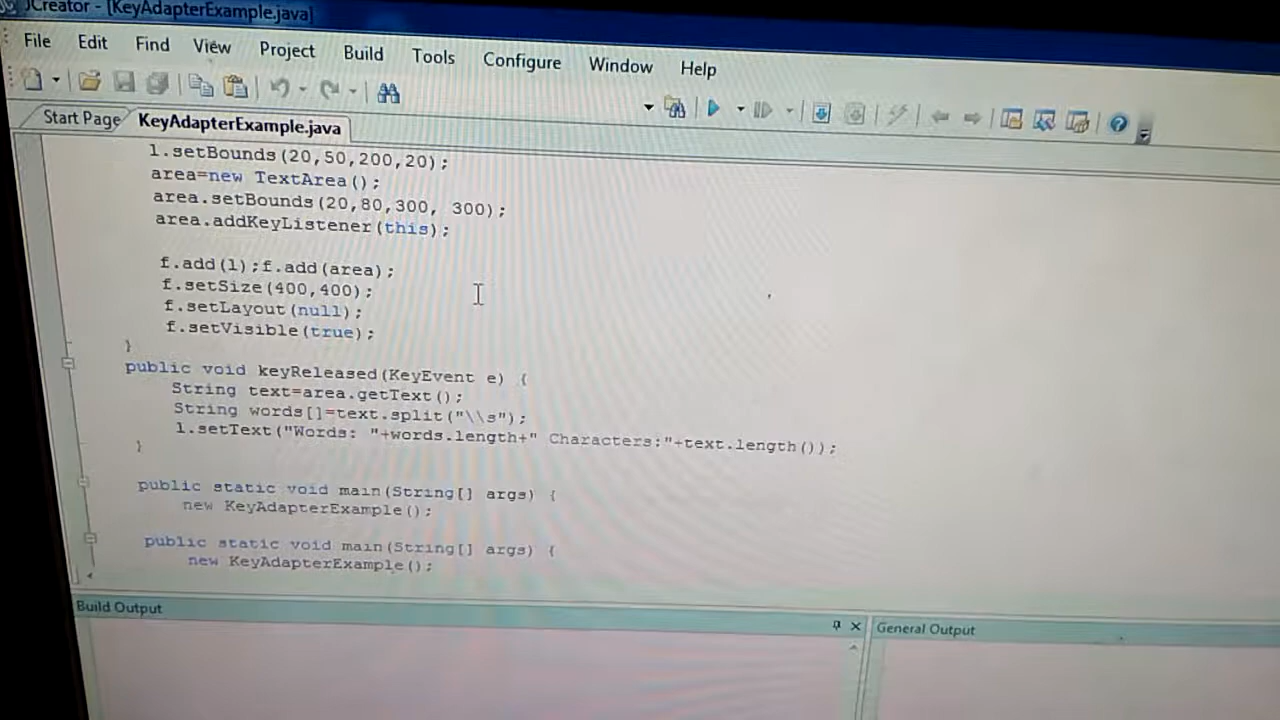 JCreator - [KeyAdapterExample.java]
File Edit Find View Project Build Tools Configure Window Help
Start Page KeyAdapterExample.java
l.setBounds(20,50,200,20);
area=new TextArea();
area.setBounds(20,80,300, 300);
area.addKeyListener(this);
f.add(l);f.add(area);
f.setSize(400,400);
f.setLayout(null);
f.setVisible(true);
}
public void keyReleased(KeyEvent e) {
String text=area.getText();
String words[]=text.split("\\s");
l.setText("Words: "+words.length+" Characters:"+text.length());
}
public static void main(String[] args) {
new KeyAdapterExample();
public static void main(String[] args) {
new KeyAdapterExample();
Build Output
General Output